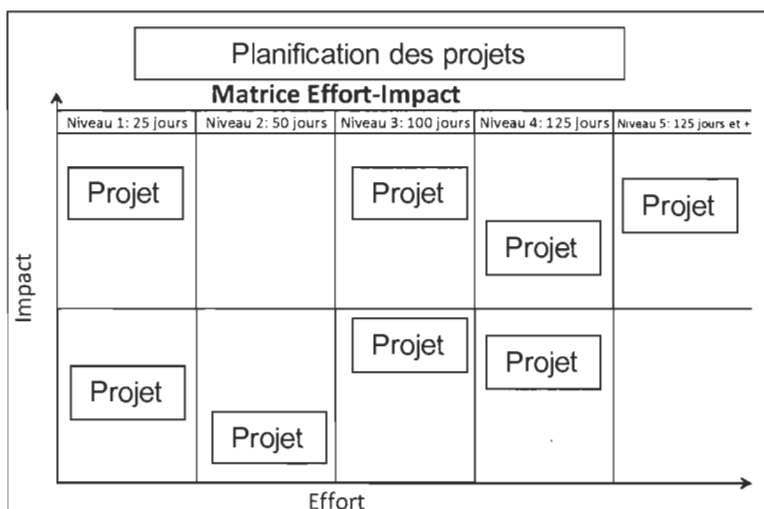 Planification des projets
Matrice Effort-Impact
Niveau 1: 25 jours
Niveau 2: 50 jours
Niveau 3: 100 jours
Niveau 4: 125 jours
Niveau 5: 125 jours et +
Projet
Projet
Projet
Projet
Projet
Impact
Projet
Projet
Projet
Effort